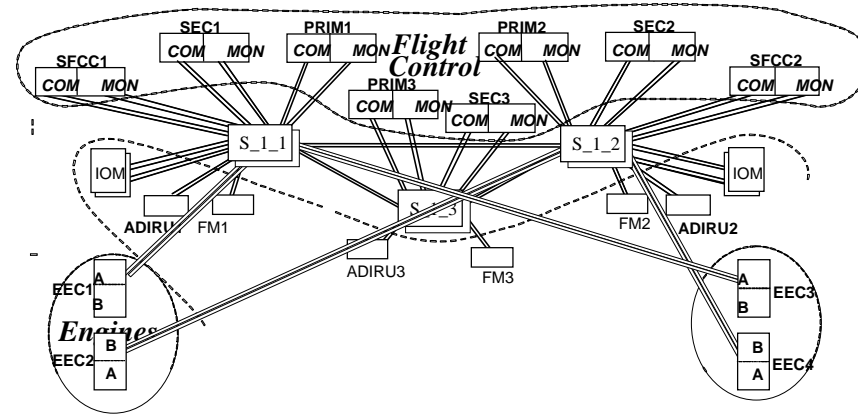 SEC1 PRIM1 PRIM2 SEC2
COM MON COM MON Flight COM MON COM MON
SFCC1 Control SFCC2
COM MON PRIM3 COM MON
COM MON SEC3
COM MON
S_1_1 S_1_2
IOM IOM
ADIRU1 FM1 S_1_3 FM2 ADIRU2
ADIRU3 FM3
EEC1 A A EEC3
B B
Engines
EEC2 B B EEC4
A A